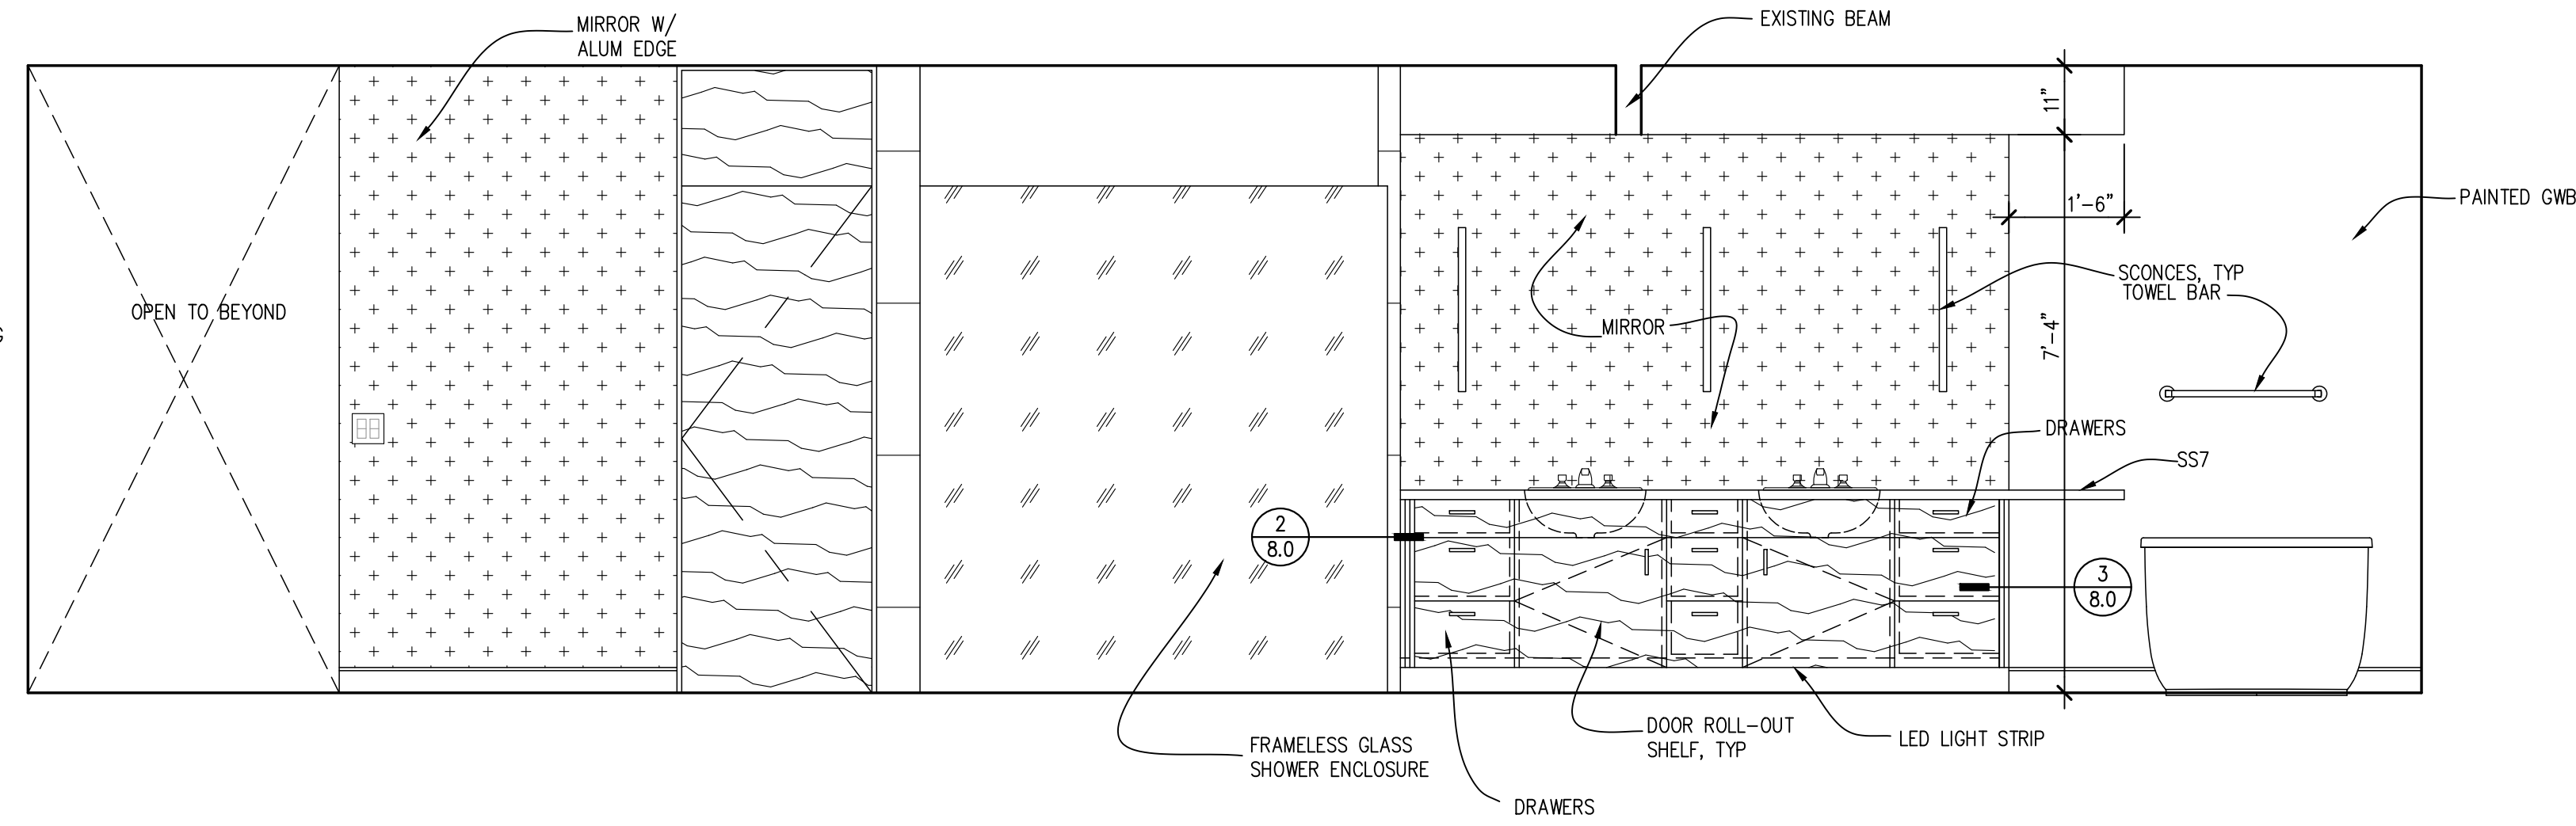 MIRROR W/
ALUM EDGE
EXISTING BEAM
11"
1'-6"
PAINTED GWB
OPEN TO BEYOND
SCONCES, TYP
TOWEL BAR
MIRROR
7'-4"
DRAWERS
SS7
2
8.0
3
8.0
DOOR ROLL-OUT
SHELF, TYP
LED LIGHT STRIP
FRAMELESS GLASS
SHOWER ENCLOSURE
DRAWERS